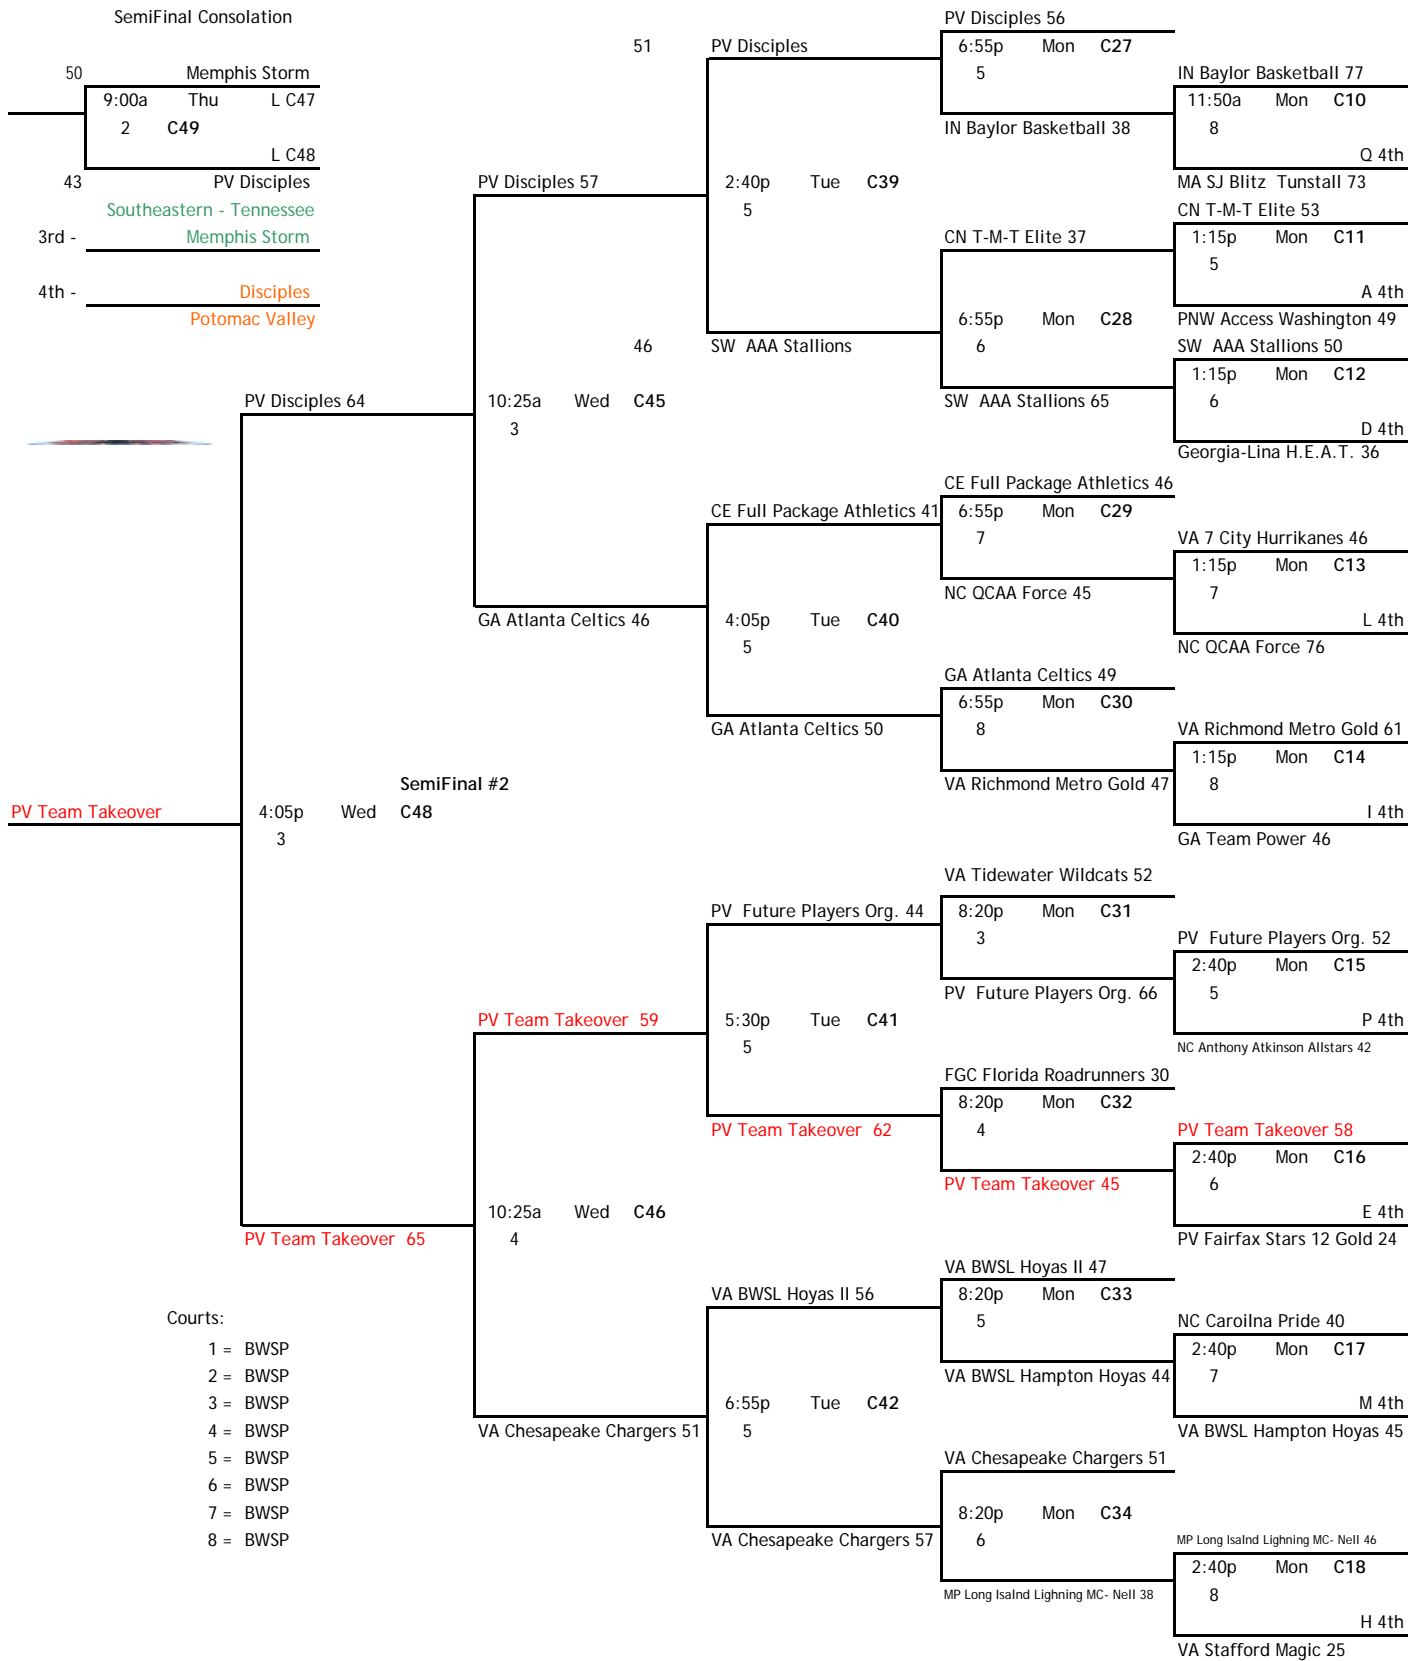 SemiFinal Consolation
50 Memphis Storm
9:00a Thu L C47
2 C49
L C48
43 PV Disciples
Southeastern - Tennessee
3rd - Memphis Storm
4th - Disciples
Potomac Valley
PV Team Takeover
PV Disciples 64
SemiFinal #2
4:05p Wed C48
3
PV Team Takeover 65
Courts:
1 = BWSP
2 = BWSP
3 = BWSP
4 = BWSP
5 = BWSP
6 = BWSP
7 = BWSP
8 = BWSP
PV Disciples 57
10:25a Wed C45
3
GA Atlanta Celtics 46
PV Team Takeover 59
10:25a Wed C46
4
VA Chesapeake Chargers 51
51 PV Disciples
2:40p Tue C39
5
46 SW AAA Stallions
CE Full Package Athletics 41
4:05p Tue C40
5
GA Atlanta Celtics 50
PV Future Players Org. 44
5:30p Tue C41
5
PV Team Takeover 62
VA BWSL Hoyas II 56
6:55p Tue C42
5
VA Chesapeake Chargers 57
PV Disciples 56
6:55p Mon C27
5
IN Baylor Basketball 38
CN T-M-T Elite 37
6:55p Mon C28
6
SW AAA Stallions 65
CE Full Package Athletics 46
6:55p Mon C29
7
NC QCAA Force 45
GA Atlanta Celtics 49
6:55p Mon C30
8
VA Richmond Metro Gold 47
VA Tidewater Wildcats 52
8:20p Mon C31
3
PV Future Players Org. 66
FGC Florida Roadrunners 30
8:20p Mon C32
4
PV Team Takeover 45
VA BWSL Hoyas II 47
8:20p Mon C33
5
VA BWSL Hampton Hoyas 44
VA Chesapeake Chargers 51
8:20p Mon C34
6
MP Long Isalnd Lighning MC- Nell 38
IN Baylor Basketball 77
11:50a Mon C10
8
Q 4th
MA SJ Blitz Tunstall 73
CN T-M-T Elite 53
1:15p Mon C11
5
A 4th
PNW Access Washington 49
SW AAA Stallions 50
1:15p Mon C12
6
D 4th
Georgia-Lina H.E.A.T. 36
VA 7 City Hurrikanes 46
1:15p Mon C13
7
L 4th
NC QCAA Force 76
VA Richmond Metro Gold 61
1:15p Mon C14
8
I 4th
GA Team Power 46
PV Future Players Org. 52
2:40p Mon C15
5
P 4th
NC Anthony Atkinson Allstars 42
PV Team Takeover 58
2:40p Mon C16
6
E 4th
PV Fairfax Stars 12 Gold 24
NC Caroilna Pride 40
2:40p Mon C17
7
M 4th
VA BWSL Hampton Hoyas 45
MP Long Isalnd Lighning MC- Nell 46
2:40p Mon C18
8
H 4th
VA Stafford Magic 25